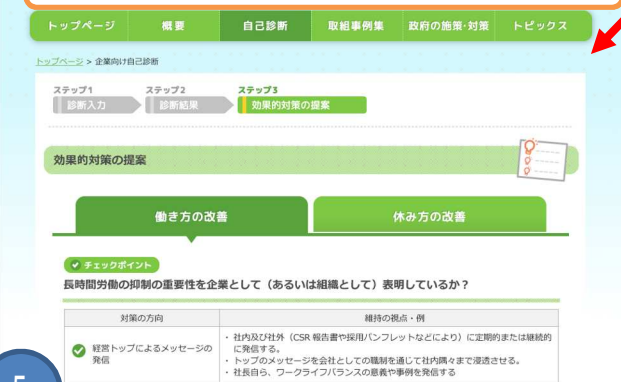 トップページ 概要 自己診断 取組事例集 政府の施策・対策 トピックス
トップページ > 企業向け自己診断
ステップ1 ステップ2 ステップ3
診断入力 診断結果 効果的対策の提案
効果的対策の提案
働き方の改善 休み方の改善
チェックポイント
長時間労働の抑制の重要性を企業として（あるいは組織として）表明しているか？
対策の方向 維持の視点・例
経営トップによるメッセージの
発信
・社内及び社外（CSR 報告書や採用パンフレットなどにより）に定期的または継続的
に発信する。
・トップのメッセージを会社としての職制を通じて社内隅々まで浸透させる。
・社長自ら、ワークライフバランスの意義や事例を発信する
5